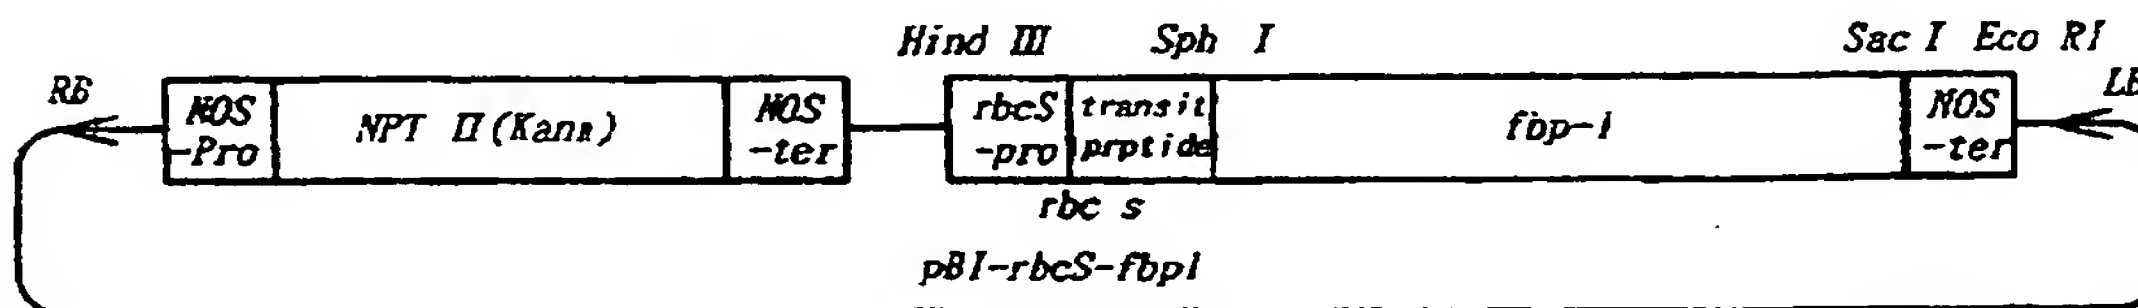 Hind III Sph I Sac I Eco RI
RB LB
NOS
-Pro
NPT II (Kanʀ)
NOS
-ter
rbcS
-pro
transit
prptide
fbp-1
NOS
-ter
rbc s
pBI-rbcS-fbp1